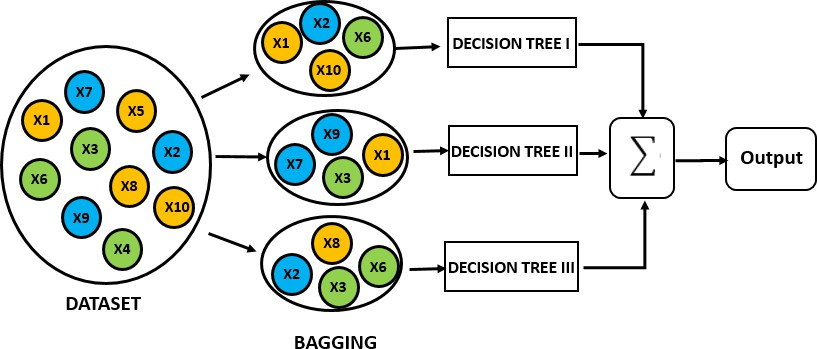 X7
X1
X5
X3
X2
X6
X8
X10
X9
X4
DATASET
X2
X1
X6
X10
X9
X7
X1
X3
X8
X2
X6
X3
BAGGING
DECISION TREE I
DECISION TREE II
DECISION TREE III
∑
Output